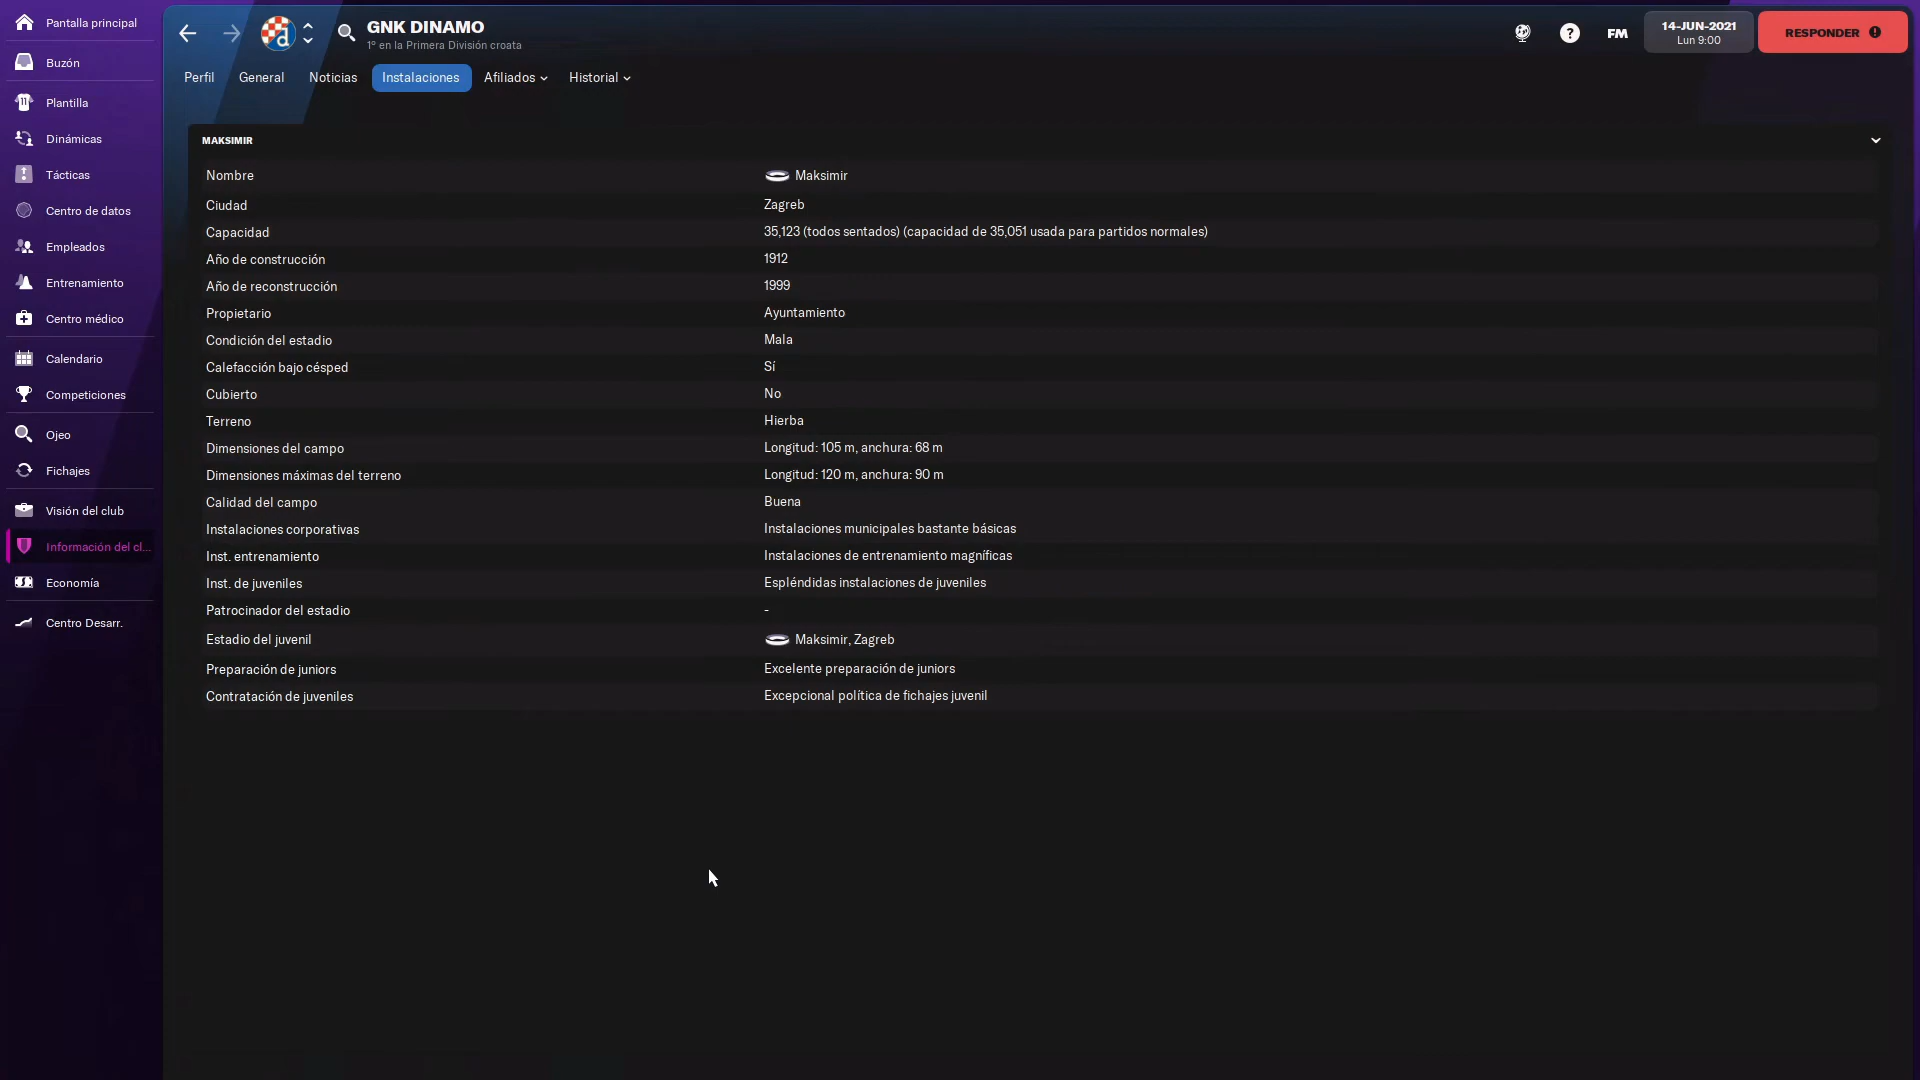 Pantalla principal
Buzón
Plantilla
Dinámicas
Tácticas
Centro de datos
Empleados
Entrenamiento
Centro médico
Calendario
Competiciones
Ojeo
Fichajes
Visión del club
Información del cl...
Economía
Centro Desarr.
GNK DINAMO
1º en la Primera División croata
FM
14-JUN-2021
Lun 9:00
RESPONDER
Perfil General Noticias Instalaciones Afiliados Historial
MAKSIMIR
Nombre Maksimir
Ciudad Zagreb
Capacidad 35,123 (todos sentados) (capacidad de 35,051 usada para partidos normales)
Año de construcción 1912
Año de reconstrucción 1999
Propietario Ayuntamiento
Condición del estadio Mala
Calefacción bajo césped Sí
Cubierto No
Terreno Hierba
Dimensiones del campo Longitud: 105 m, anchura: 68 m
Dimensiones máximas del terreno Longitud: 120 m, anchura: 90 m
Calidad del campo Buena
Instalaciones corporativas Instalaciones municipales bastante básicas
Inst. entrenamiento Instalaciones de entrenamiento magníficas
Inst. de juveniles Espléndidas instalaciones de juveniles
Patrocinador del estadio -
Estadio del juvenil Maksimir, Zagreb
Preparación de juniors Excelente preparación de juniors
Contratación de juveniles Excepcional política de fichajes juvenil